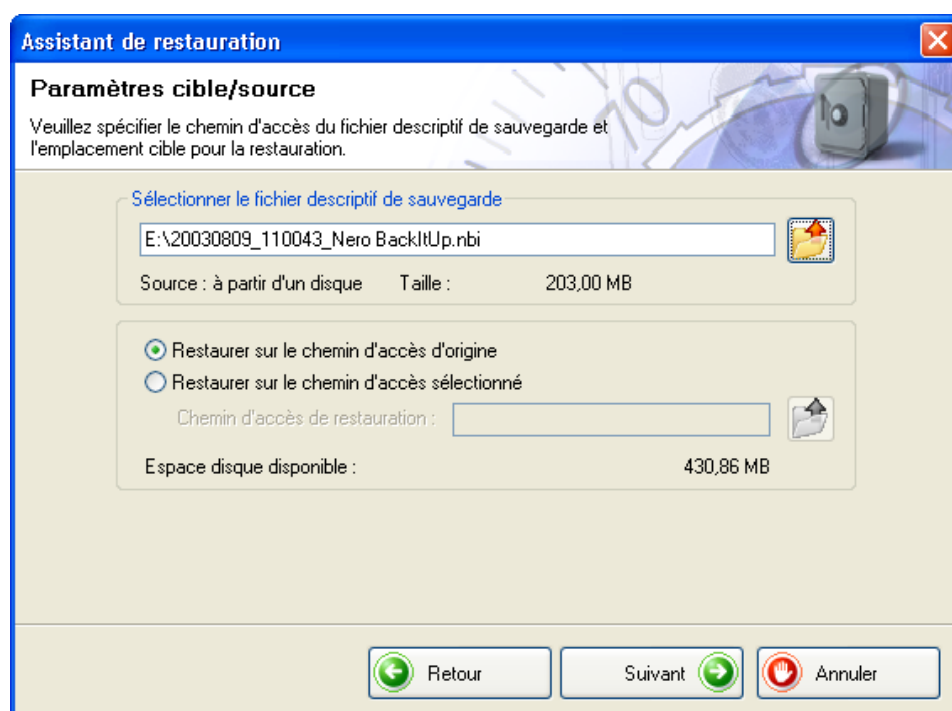 Assistant de restauration
Paramètres cible/source
Veuillez spécifier le chemin d'accès du fichier descriptif de sauvegarde et
l'emplacement cible pour la restauration.
70
Sélectionner le fichier descriptif de sauvegarde
E:\20030809_110043_Nero BackItUp.nbi
Source : à partir d'un disque Taille : 203,00 MB
Restaurer sur le chemin d'accès d'origine
Restaurer sur le chemin d'accès sélectionné
Chemin d'accès de restauration :
Espace disque disponible : 430,86 MB
Retour Suivant Annuler